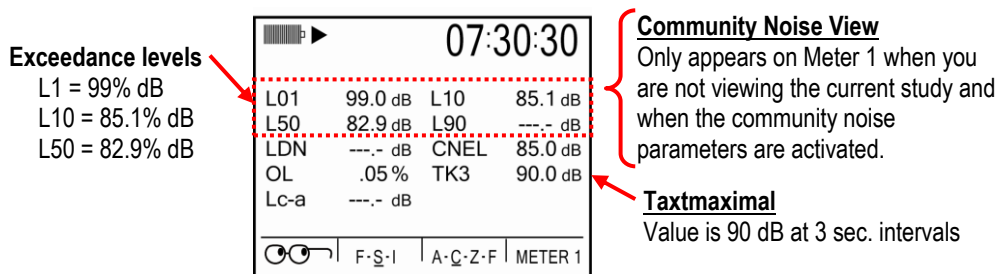 Exceedance levels
L1 = 99% dB
L10 = 85.1% dB
L50 = 82.9% dB
07:30:30
L01 99.0 dB L10 85.1 dB
L50 82.9 dB L90 ---.- dB
LDN ---.- dB CNEL 85.0 dB
OL .05 % TK3 90.0 dB
Lc-a ---.- dB
F-S-I A-C-Z-F METER 1
Community Noise View
Only appears on Meter 1 when you
are not viewing the current study and
when the community noise
parameters are activated.
Taxtmaximal
Value is 90 dB at 3 sec. intervals